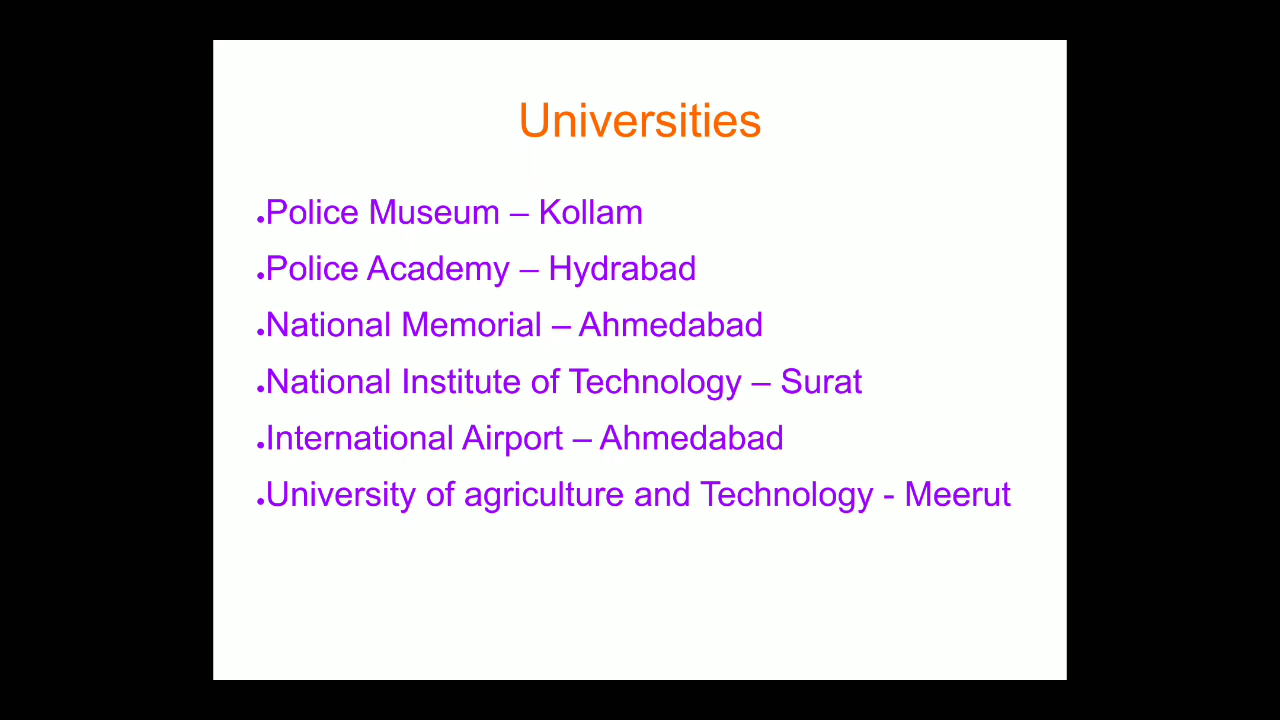 Universities
●Police Museum – Kollam
●Police Academy – Hydrabad
●National Memorial – Ahmedabad
●National Institute of Technology – Surat
●International Airport – Ahmedabad
●University of agriculture and Technology - Meerut